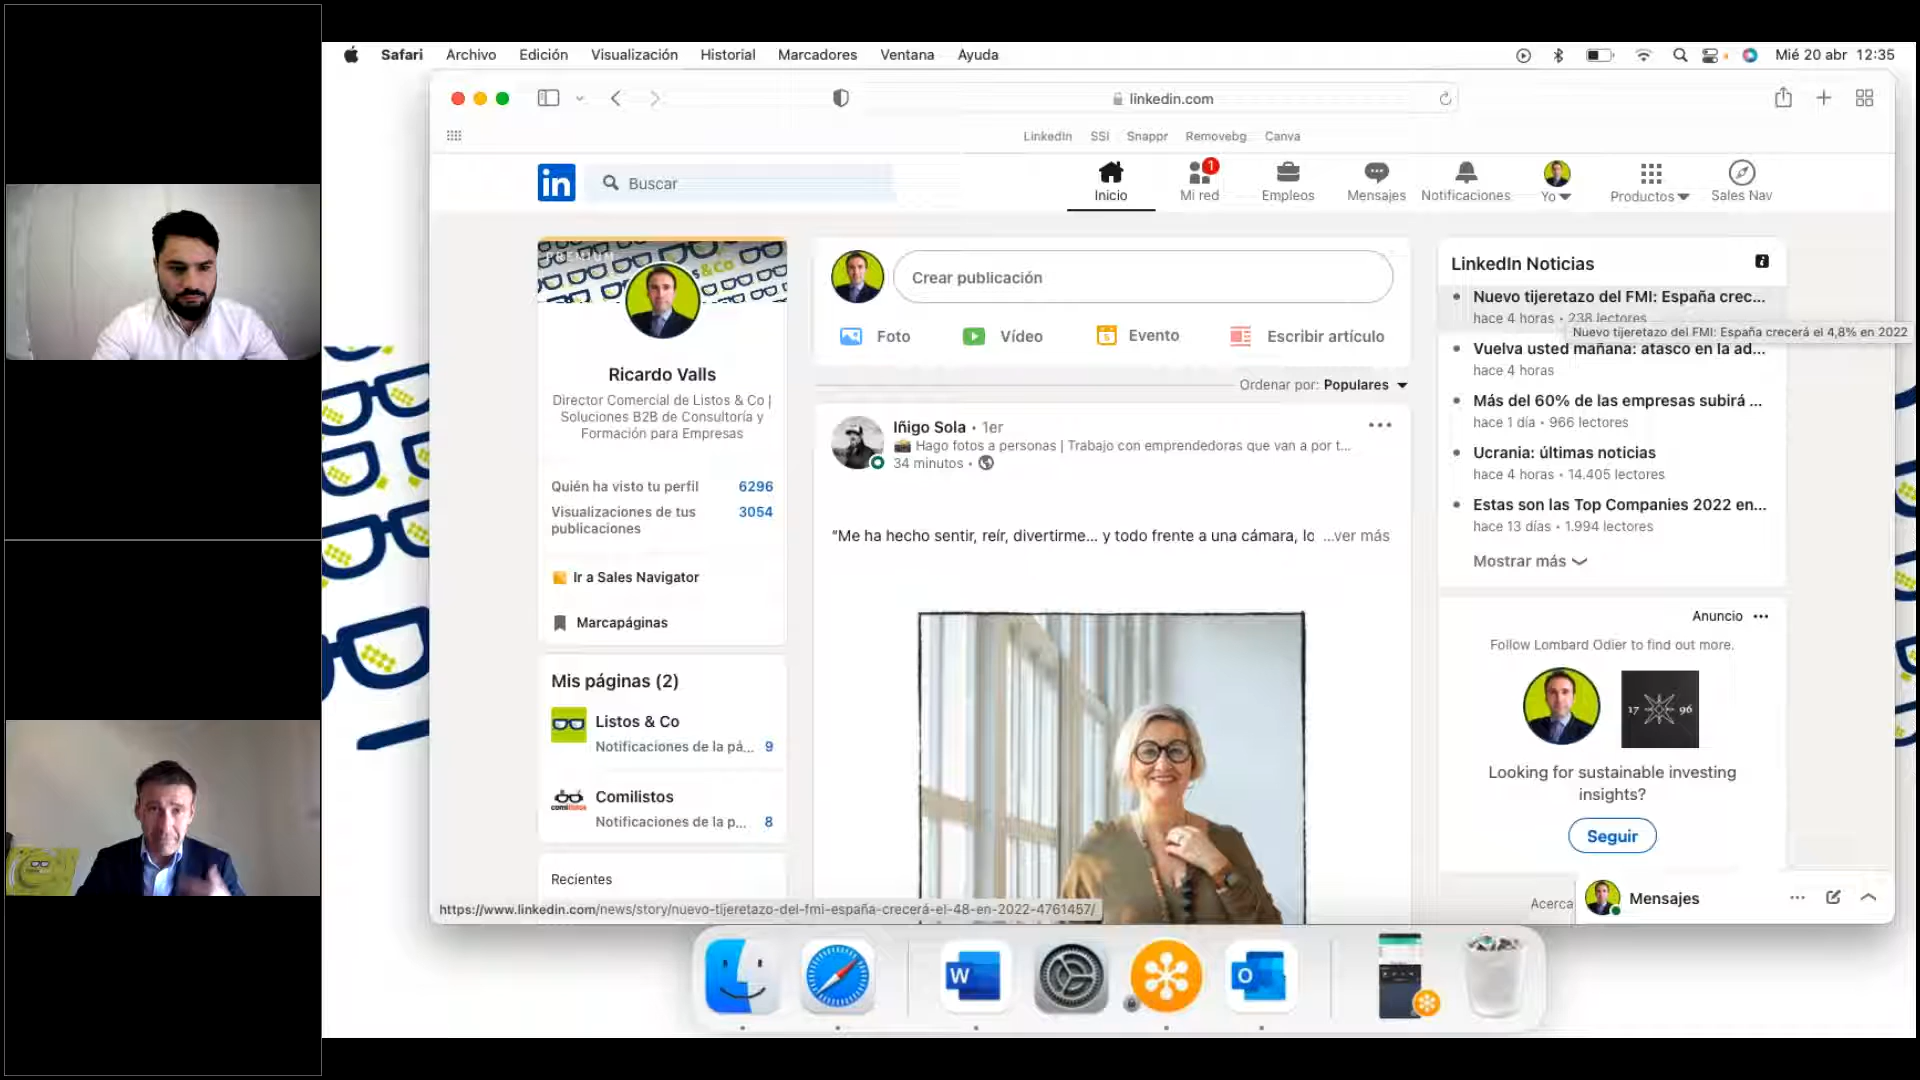 Safari Archivo Edición Visualización Historial Marcadores Ventana Ayuda
Mié 20 abr 12:35
linkedin.com
LinkedIn SSI Snappr Removebg Canva
in
Buscar
Inicio
1
Mi red
Empleos
Mensajes
Notificaciones
Yo
Productos
Sales Nav
PREMIUM
s &Co
Ricardo Valls
Director Comercial de Listos & Co |
Soluciones B2B de Consultoría y
Formación para Empresas
Quién ha visto tu perfil 6296
Visualizaciones de tus 3054
publicaciones
Ir a Sales Navigator
Marcapáginas
Mis páginas (2)
Listos & Co
Notificaciones de la pá... 9
Comilistos
Notificaciones de la p... 8
Recientes
Crear publicación
Foto
Vídeo
Evento
Escribir artículo
Ordenar por: Populares
Iñigo Sola • 1er
Hago fotos a personas | Trabajo con emprendedoras que van a por t...
34 minutos •
"Me ha hecho sentir, reír, divertirme... y todo frente a una cámara, lo ...ver más
LinkedIn Noticias
Nuevo tijeretazo del FMI: España crec...
hace 4 horas • 238 lectores
Nuevo tijeretazo del FMI: España crecerá el 4,8% en 2022
Vuelva usted mañana: atasco en la ad...
hace 4 horas
Más del 60% de las empresas subirá ...
hace 1 día • 966 lectores
Ucrania: últimas noticias
hace 4 horas • 14.405 lectores
Estas son las Top Companies 2022 en...
hace 13 días • 1.994 lectores
Mostrar más
Anuncio
Follow Lombard Odier to find out more.
17 96
Looking for sustainable investing
insights?
Seguir
Acerca
Mensajes
https://www.linkedin.com/news/story/nuevo-tijeretazo-del-fmi-españa-crecerá-el-48-en-2022-4761457/
W
O